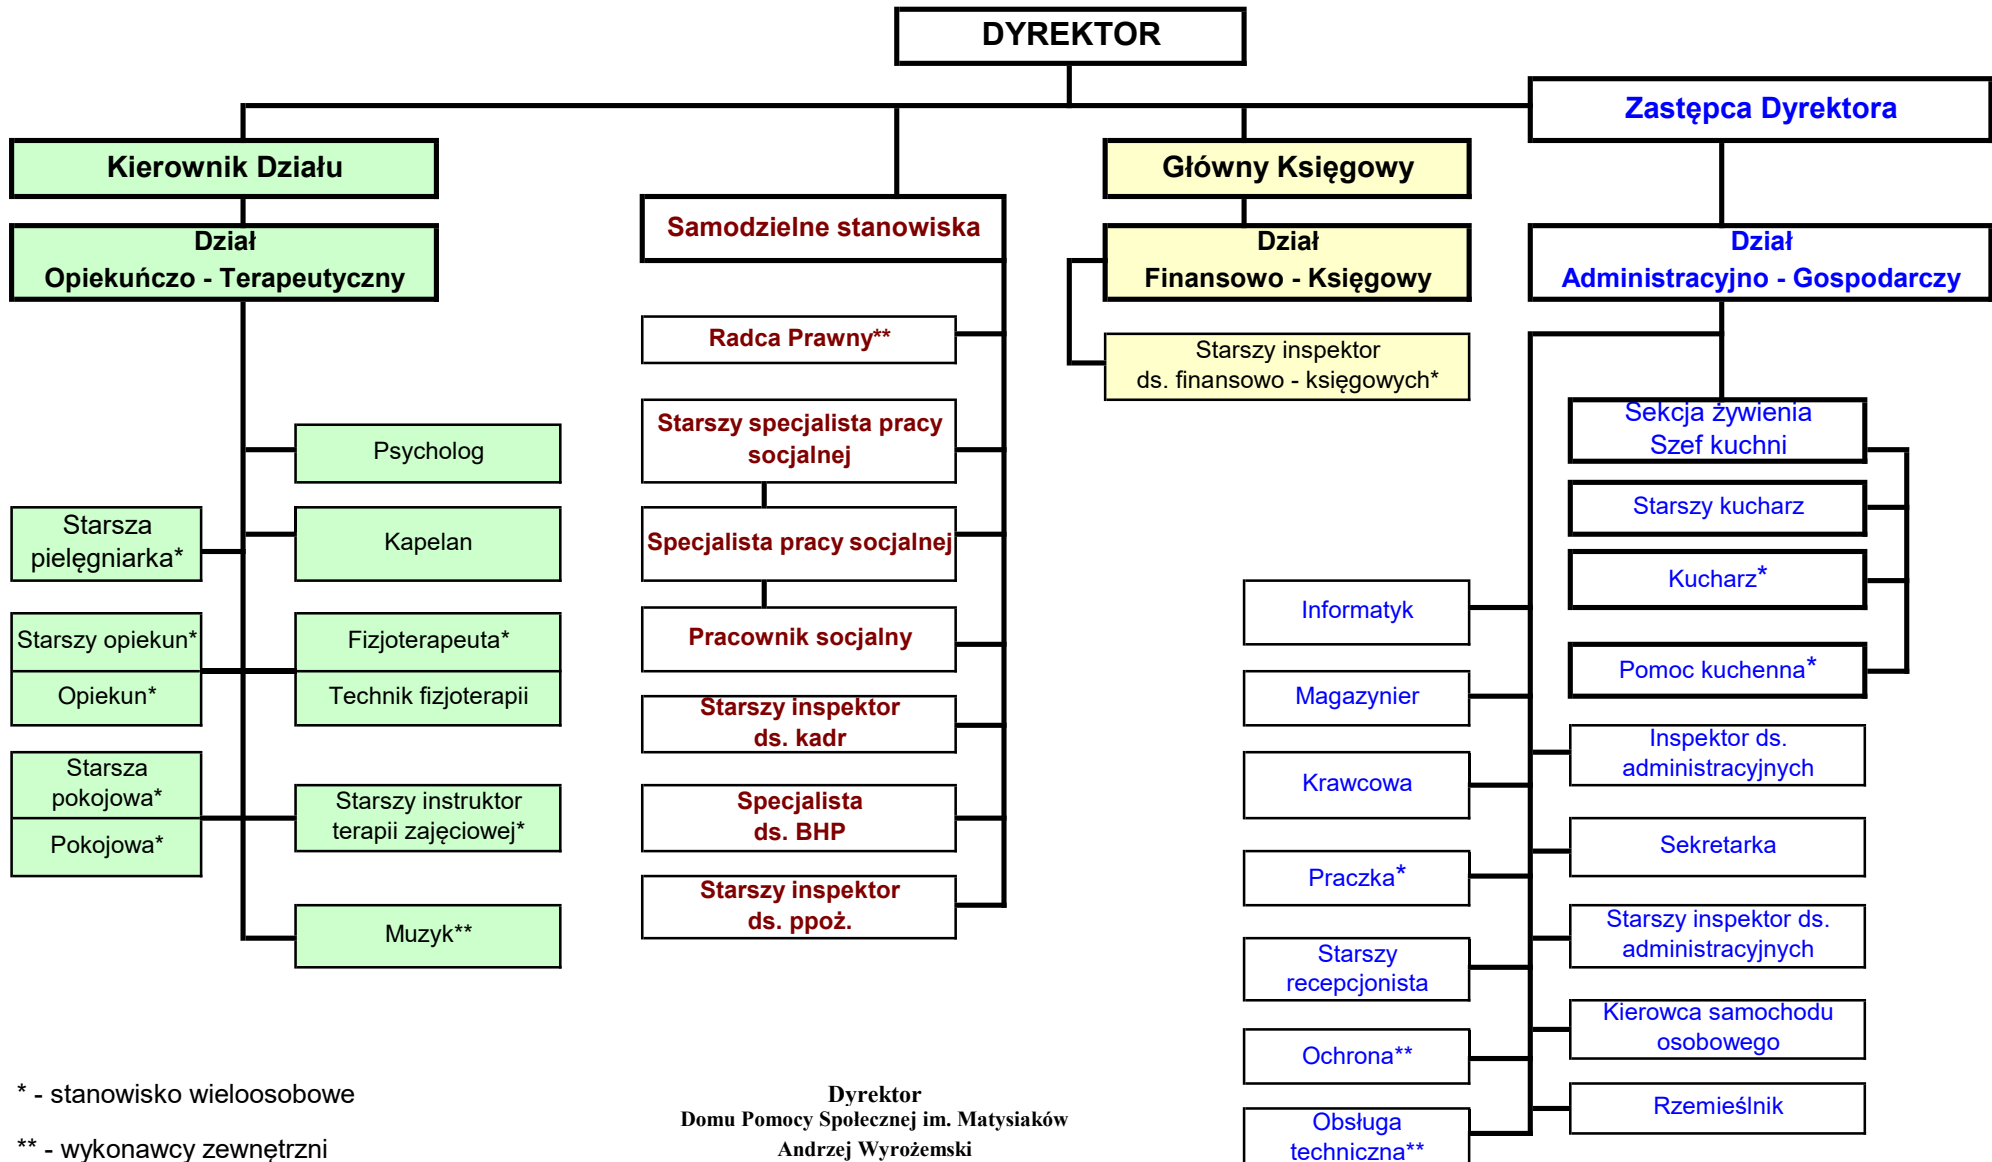 DYREKTOR
Zastępca Dyrektora
Kierownik Działu
Główny Księgowy
Samodzielne stanowiska
Dział
Opiekuńczo - Terapeutyczny
Dział
Finansowo - Księgowy
Dział
Administracyjno - Gospodarczy
Psycholog
Starsza
pielęgniarka*
Kapelan
Starszy opiekun*
Opiekun*
Fizjoterapeuta*
Technik fizjoterapii
Starsza
pokojowa*
Pokojowa*
Starszy instruktor
terapii zajęciowej*
Muzyk**
Radca Prawny**
Starszy specjalista pracy
socjalnej
Specjalista pracy socjalnej
Pracownik socjalny
Starszy inspektor
ds. kadr
Specjalista
ds. BHP
Starszy inspektor
ds. ppoż.
Starszy inspektor
ds. finansowo - księgowych*
Sekcja żywienia
Szef kuchni
Starszy kucharz
Kucharz*
Pomoc kuchenna*
Informatyk
Magazynier
Krawcowa
Praczka*
Starszy
recepcjonista
Ochrona**
Obsługa
techniczna**
Inspektor ds.
administracyjnych
Sekretarka
Starszy inspektor ds.
administracyjnych
Kierowca samochodu
osobowego
Rzemieślnik
* - stanowisko wieloosobowe
** - wykonawcy zewnętrzni
Dyrektor
Domu Pomocy Społecznej im. Matysiaków
Andrzej Wyrożemski